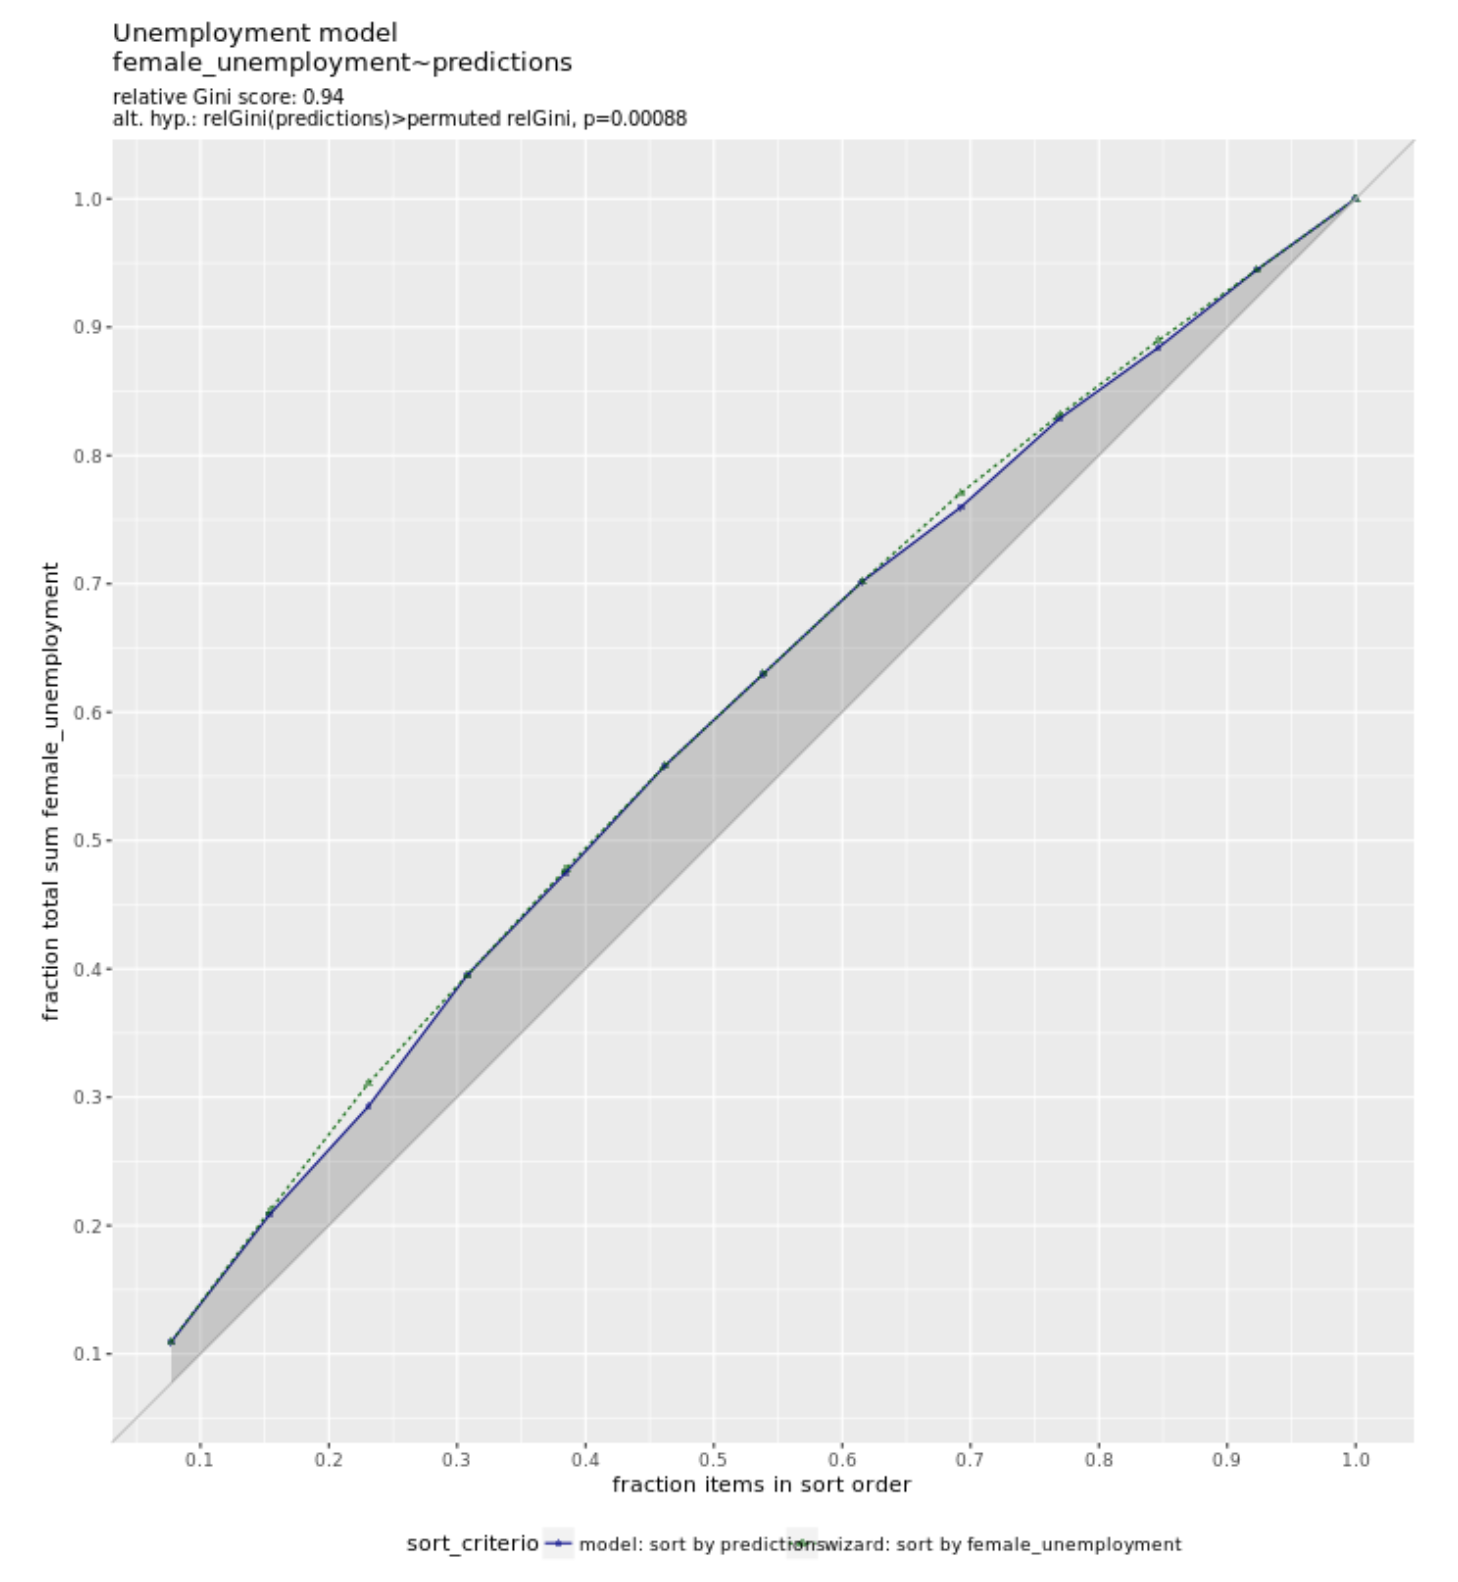 Unemployment model
female_unemployment~predictions
relative Gini score: 0.94
alt. hyp.: relGini(predictions)>permuted relGini, p=0.00088
fraction total sum female_unemployment
1.0
0.9
0.8
0.7
0.6
0.5
0.4
0.3
0.2
0.1
0.1 0.2 0.3 0.4 0.5 0.6 0.7 0.8 0.9 1.0
fraction items in sort order
sort_criterio model: sort by predictions wizard: sort by female_unemployment